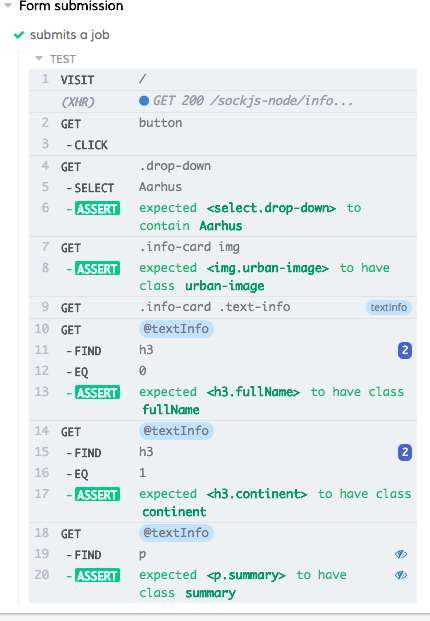 Form submission
submits a job
TEST
1 VISIT /
(XHR) GET 200 /sockjs-node/info...
2 GET button
3 -CLICK
4 GET .drop-down
5 -SELECT Aarhus
6 -ASSERT expected <select.drop-down> to
contain Aarhus
7 GET .info-card img
8 -ASSERT expected <img.urban-image> to have
class urban-image
9 GET .info-card .text-info textInfo
10 GET @textInfo
11 -FIND h3 2
12 -EQ 0
13 -ASSERT expected <h3.fullName> to have class
fullName
14 GET @textInfo
15 -FIND h3 2
16 -EQ 1
17 -ASSERT expected <h3.continent> to have class
continent
18 GET @textInfo
19 -FIND p
20 -ASSERT expected <p.summary> to have
class summary